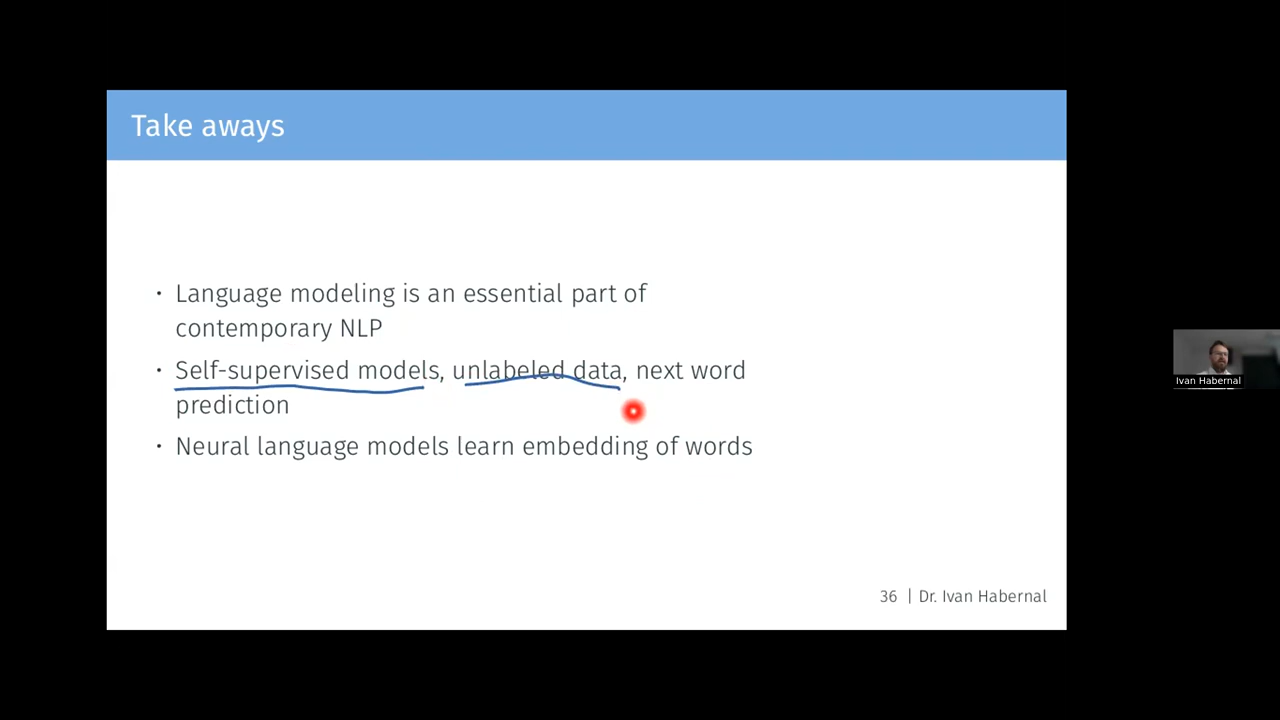 Take aways
• Language modeling is an essential part of
contemporary NLP
• Self-supervised models, unlabeled data, next word
prediction
• Neural language models learn embedding of words
36 | Dr. Ivan Habernal
Ivan Habernal